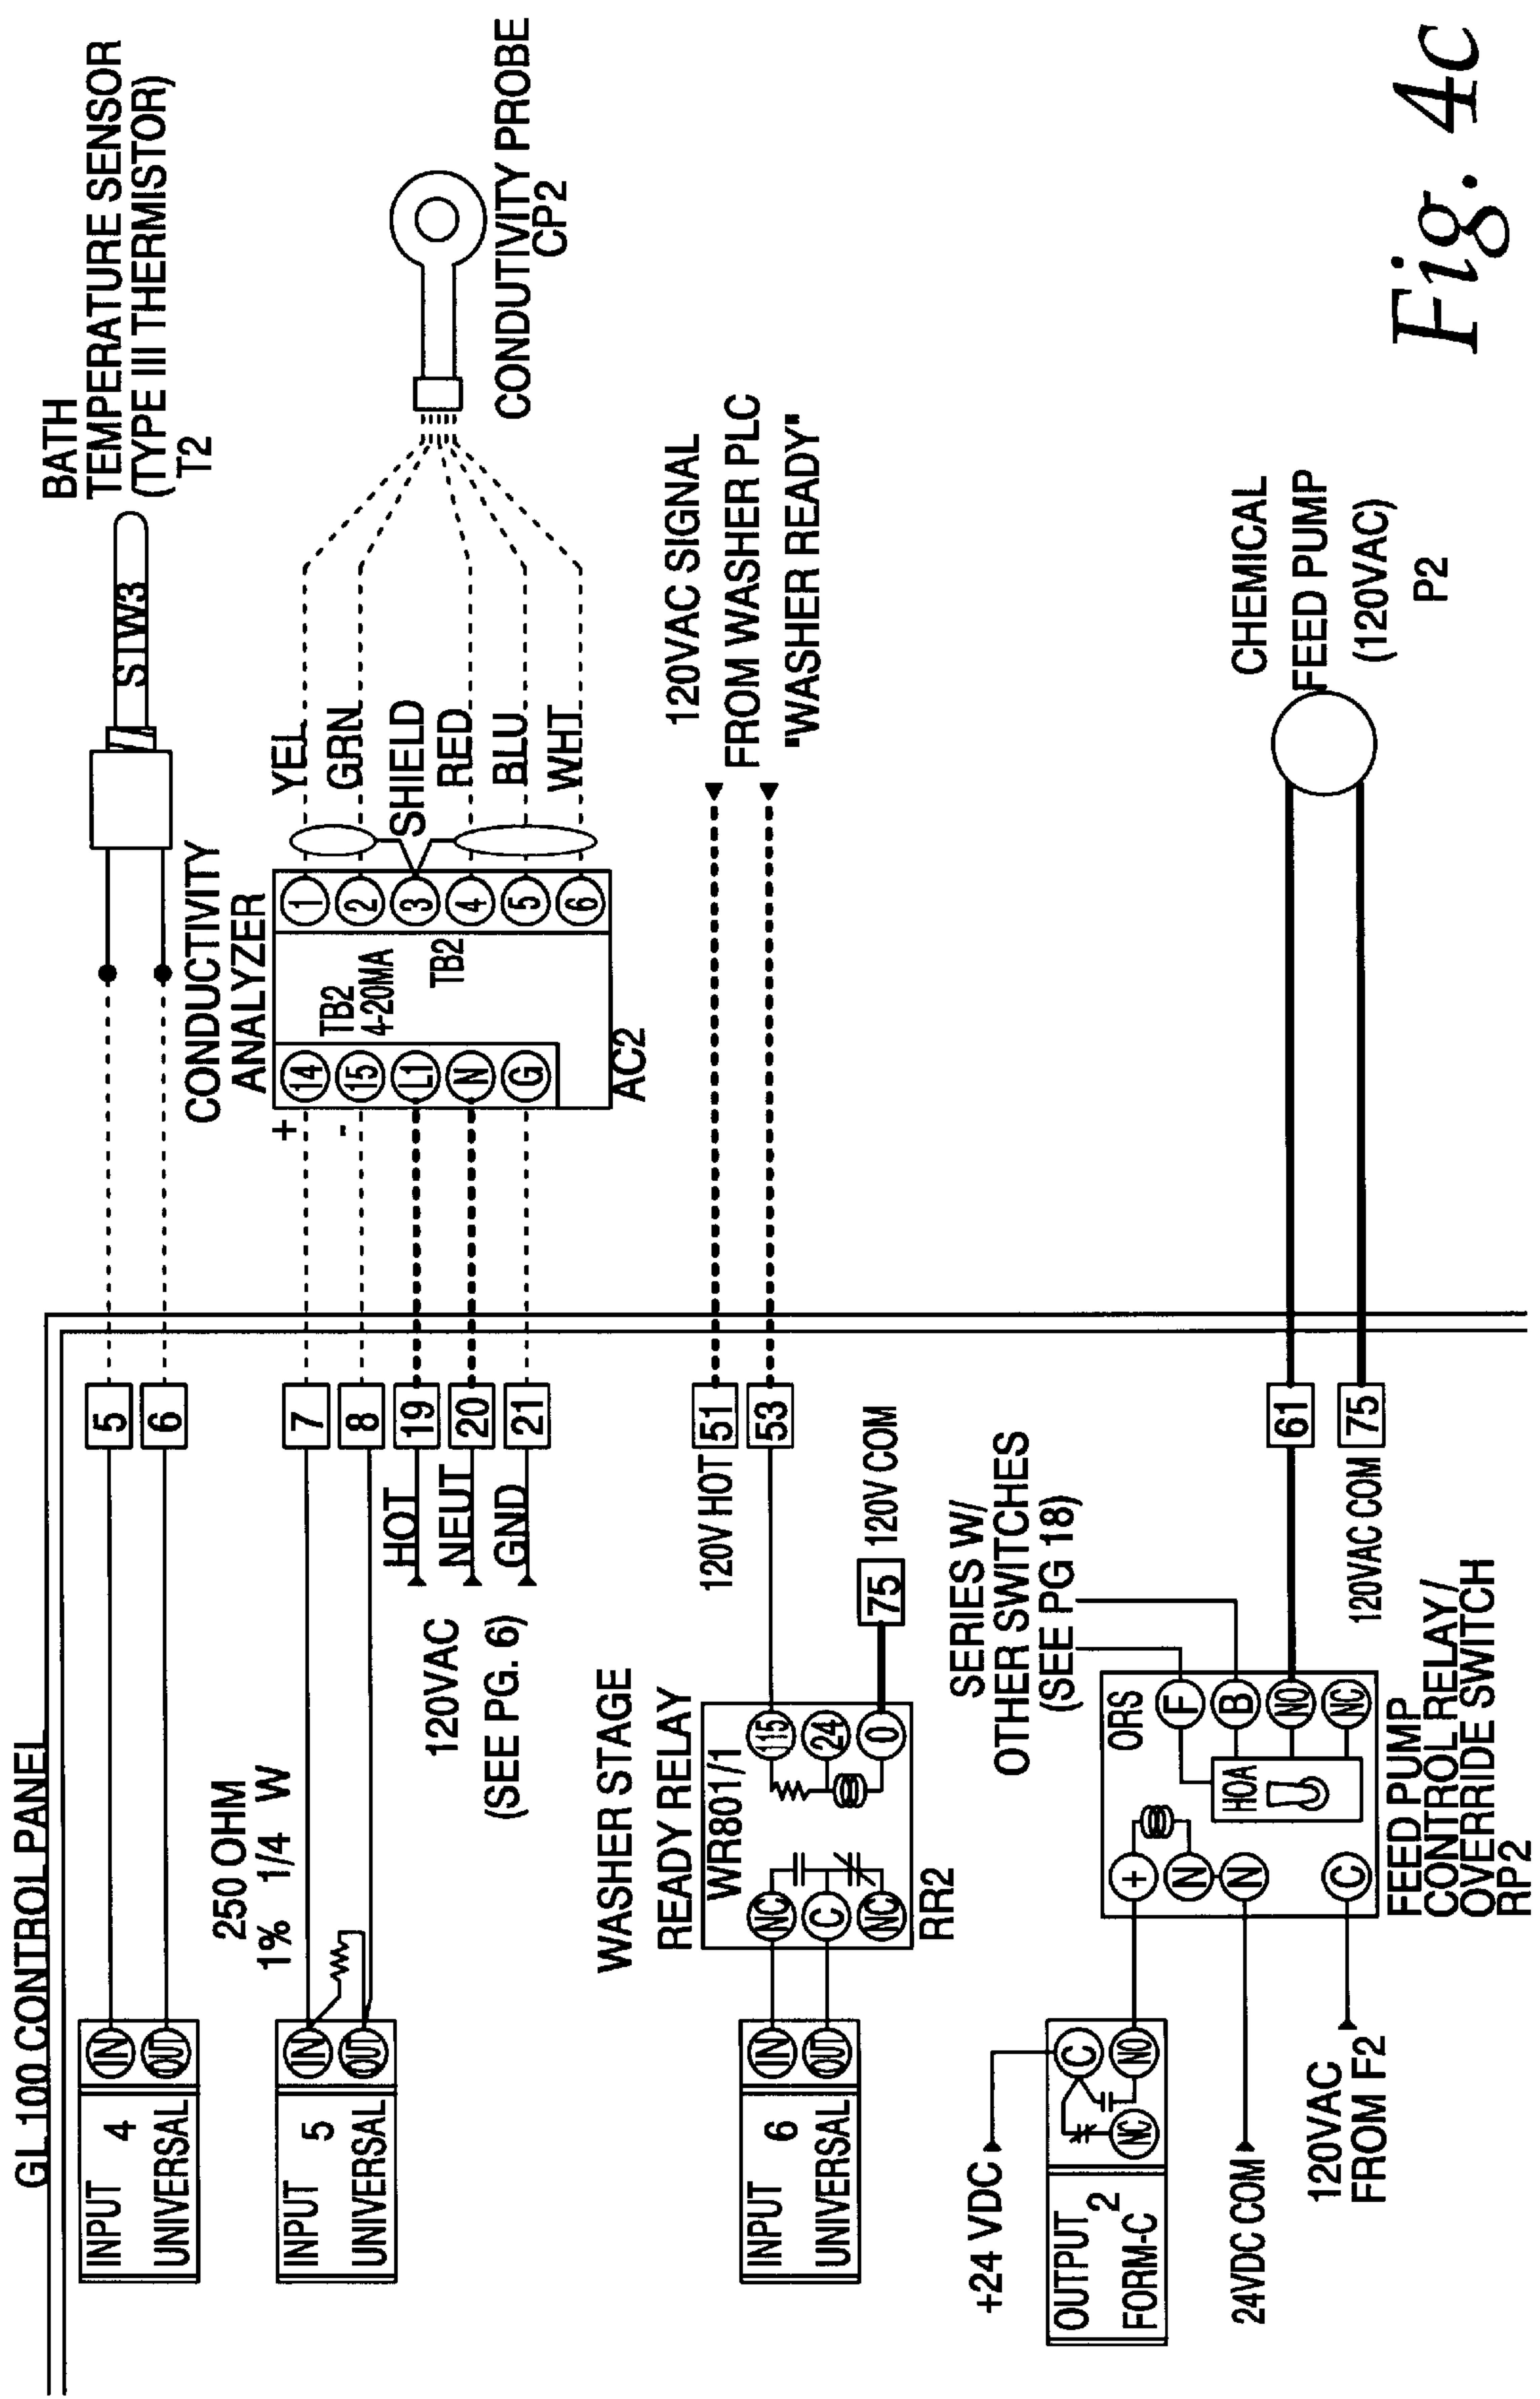 GL 100 CONTROL PANEL
INPUT 4
UNIVERSAL
IN
OUT
5
6
BATH
TEMPERATURE SENSOR
(TYPE III THERMISTOR)
T2
STW3
INPUT 5
UNIVERSAL
IN
OUT
250 OHM
1% 1/4 W
7
8
19
20
21
HOT
NEUT
GND
120VAC
(SEE PG. 6)
+
-
CONDUCTIVITY
ANALYZER
14
15
L1
N
G
TB2
4-20MA
TB2
1
2
3
4
5
6
AC2
YEL
GRN
SHIELD
RED
BLU
WHT
CONDUTIVITY PROBE
CP2
INPUT 6
UNIVERSAL
IN
OUT
WASHER STAGE
READY RELAY
WR801/1
NC
C
NC
115
24
0
RR2
120V HOT
51
53
75
120V COM
120VAC SIGNAL
FROM WASHER PLC
"WASHER READY"
+24 VDC
OUTPUT 2
FORM-C
C
NO
NC
24VDC COM
120VAC
FROM F2
SERIES W/
OTHER SWITCHES
(SEE PG 18)
ORS
+
N
N
C
HOA
F
B
NO
NC
FEED PUMP
CONTROL RELAY/
OVERRIDE SWITCH
RP2
61
75
120VAC COM
CHEMICAL
FEED PUMP
(120VAC)
P2
Fig. 4c